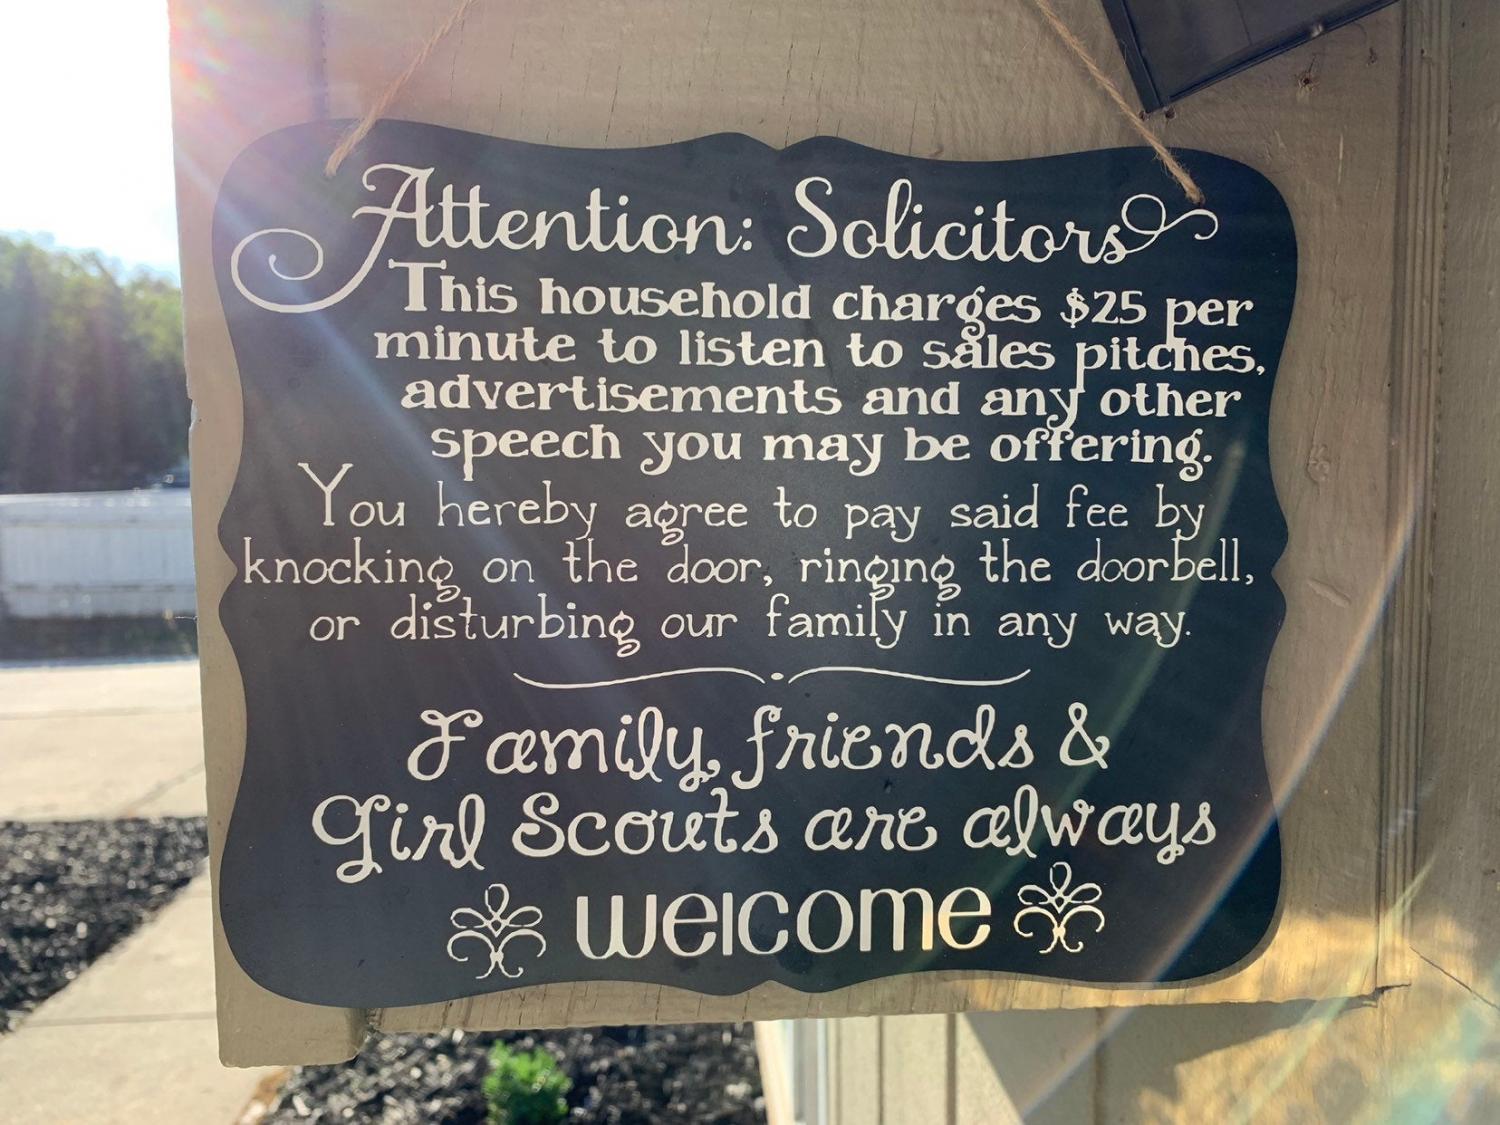 Attention: Solicitors
This household charges $25 per
minute to listen to sales pitches,
advertisements and any other
speech you may be offering.
You hereby agree to pay said fee by
knocking on the door, ringing the doorbell,
or disturbing our family in any way.
Family, friends &
Girl Scouts are always
welcome